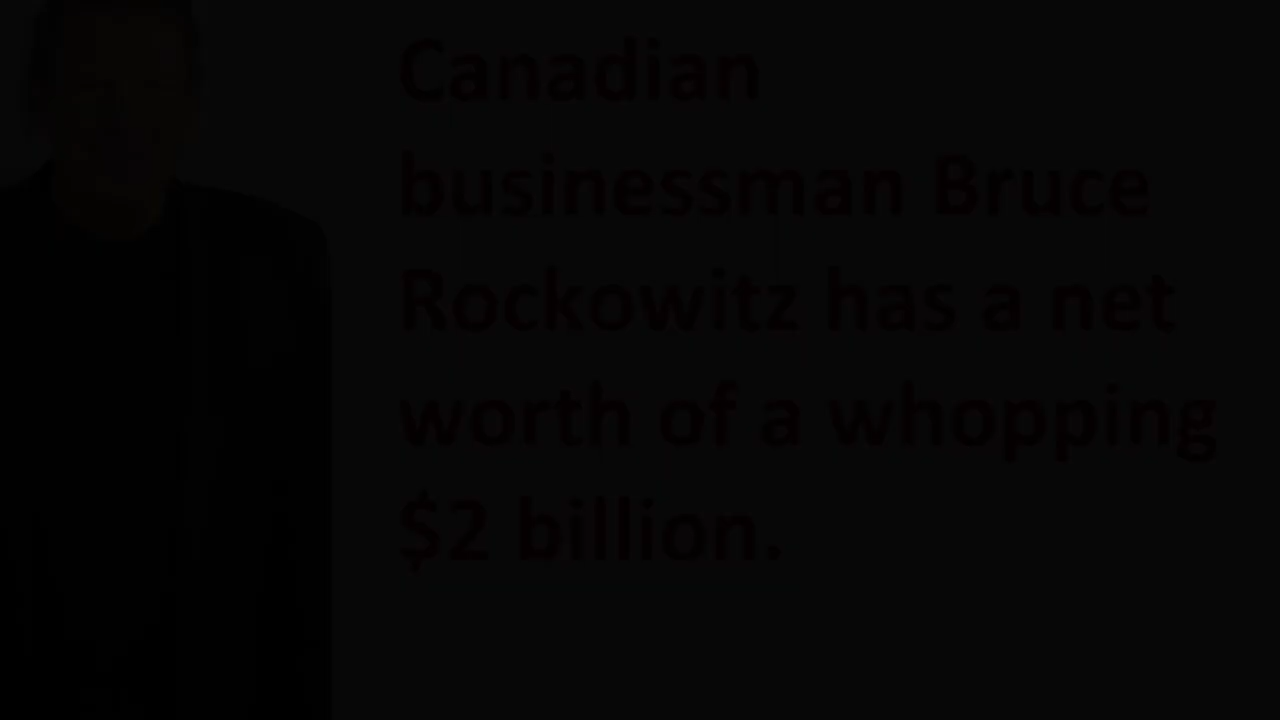 Canadian
businessman Bruce
Rockowitz has a net
worth of a whopping
$2 billion.